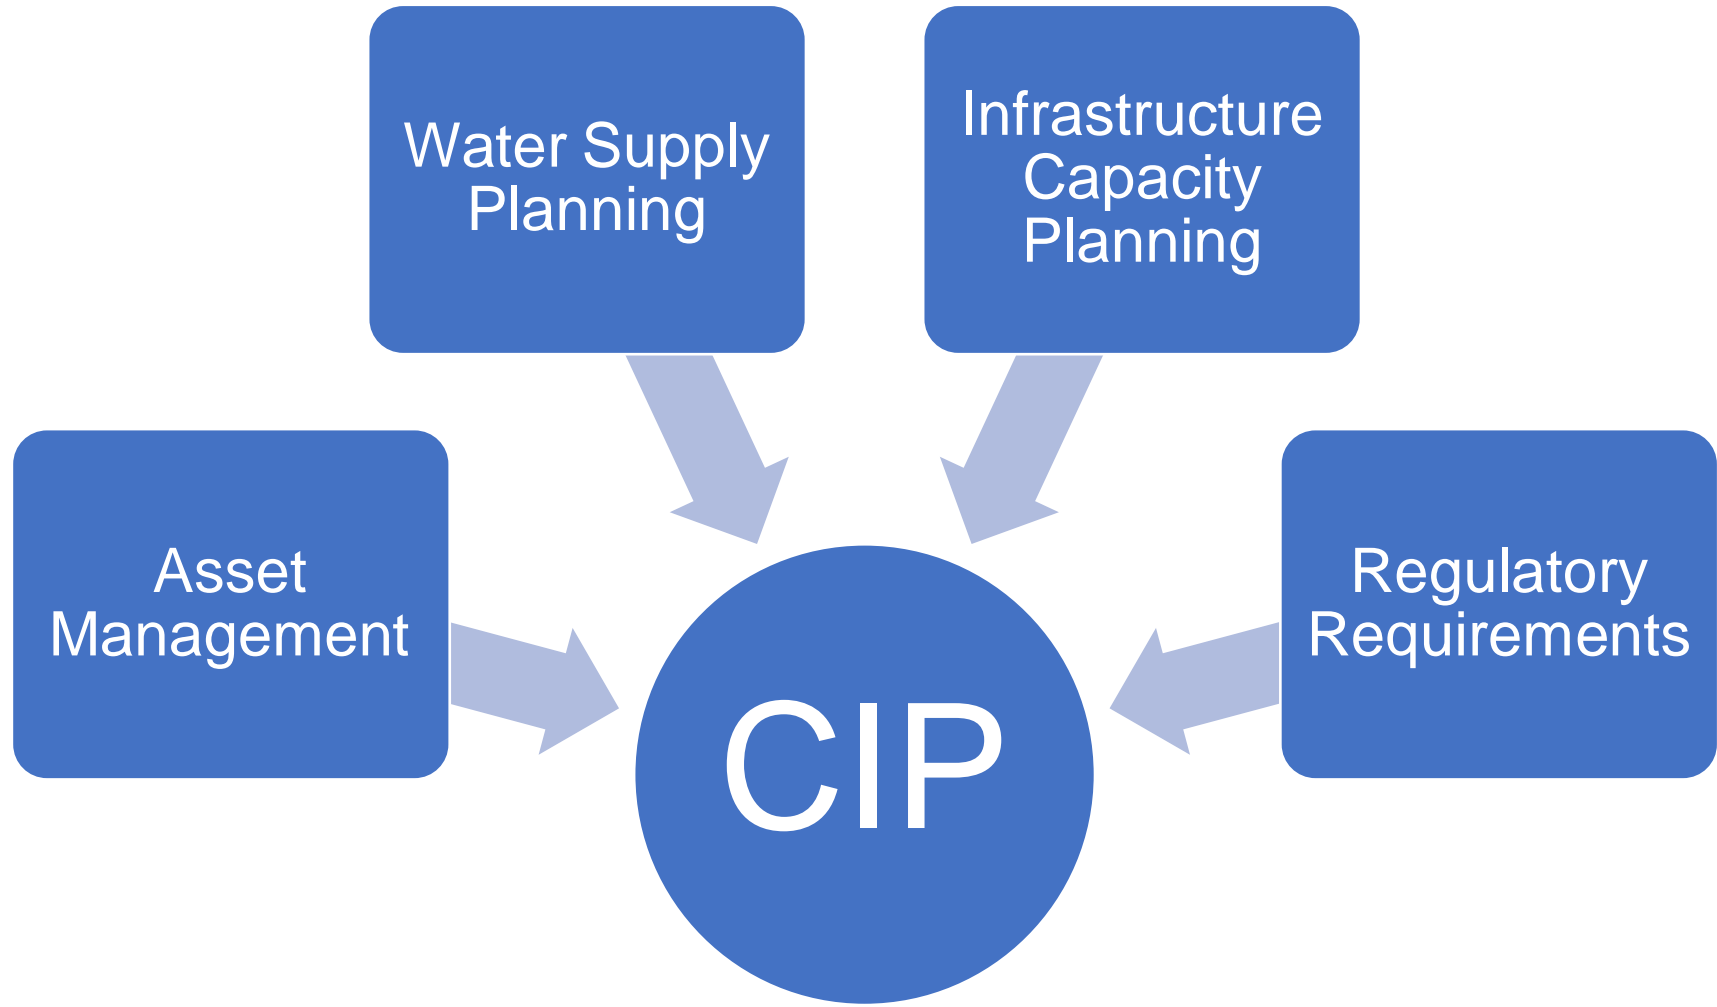 Water Supply
Planning
Infrastructure
Capacity
Planning
Asset
Management
Regulatory
Requirements
CIP